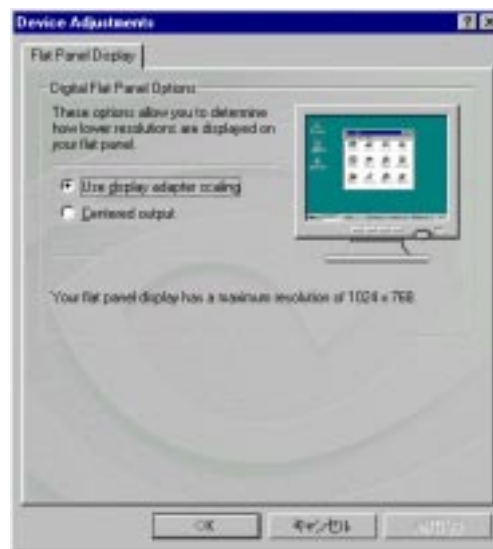 Device Adjustments
Flat Panel Display
Digital Flat Panel Options
These options allow you to determine
how lower resolutions are displayed on
your flat panel.
Use display adapter scaling
Centered output
Your flat panel display has a maximum resolution of 1024 x 768.
OK
キャンセル